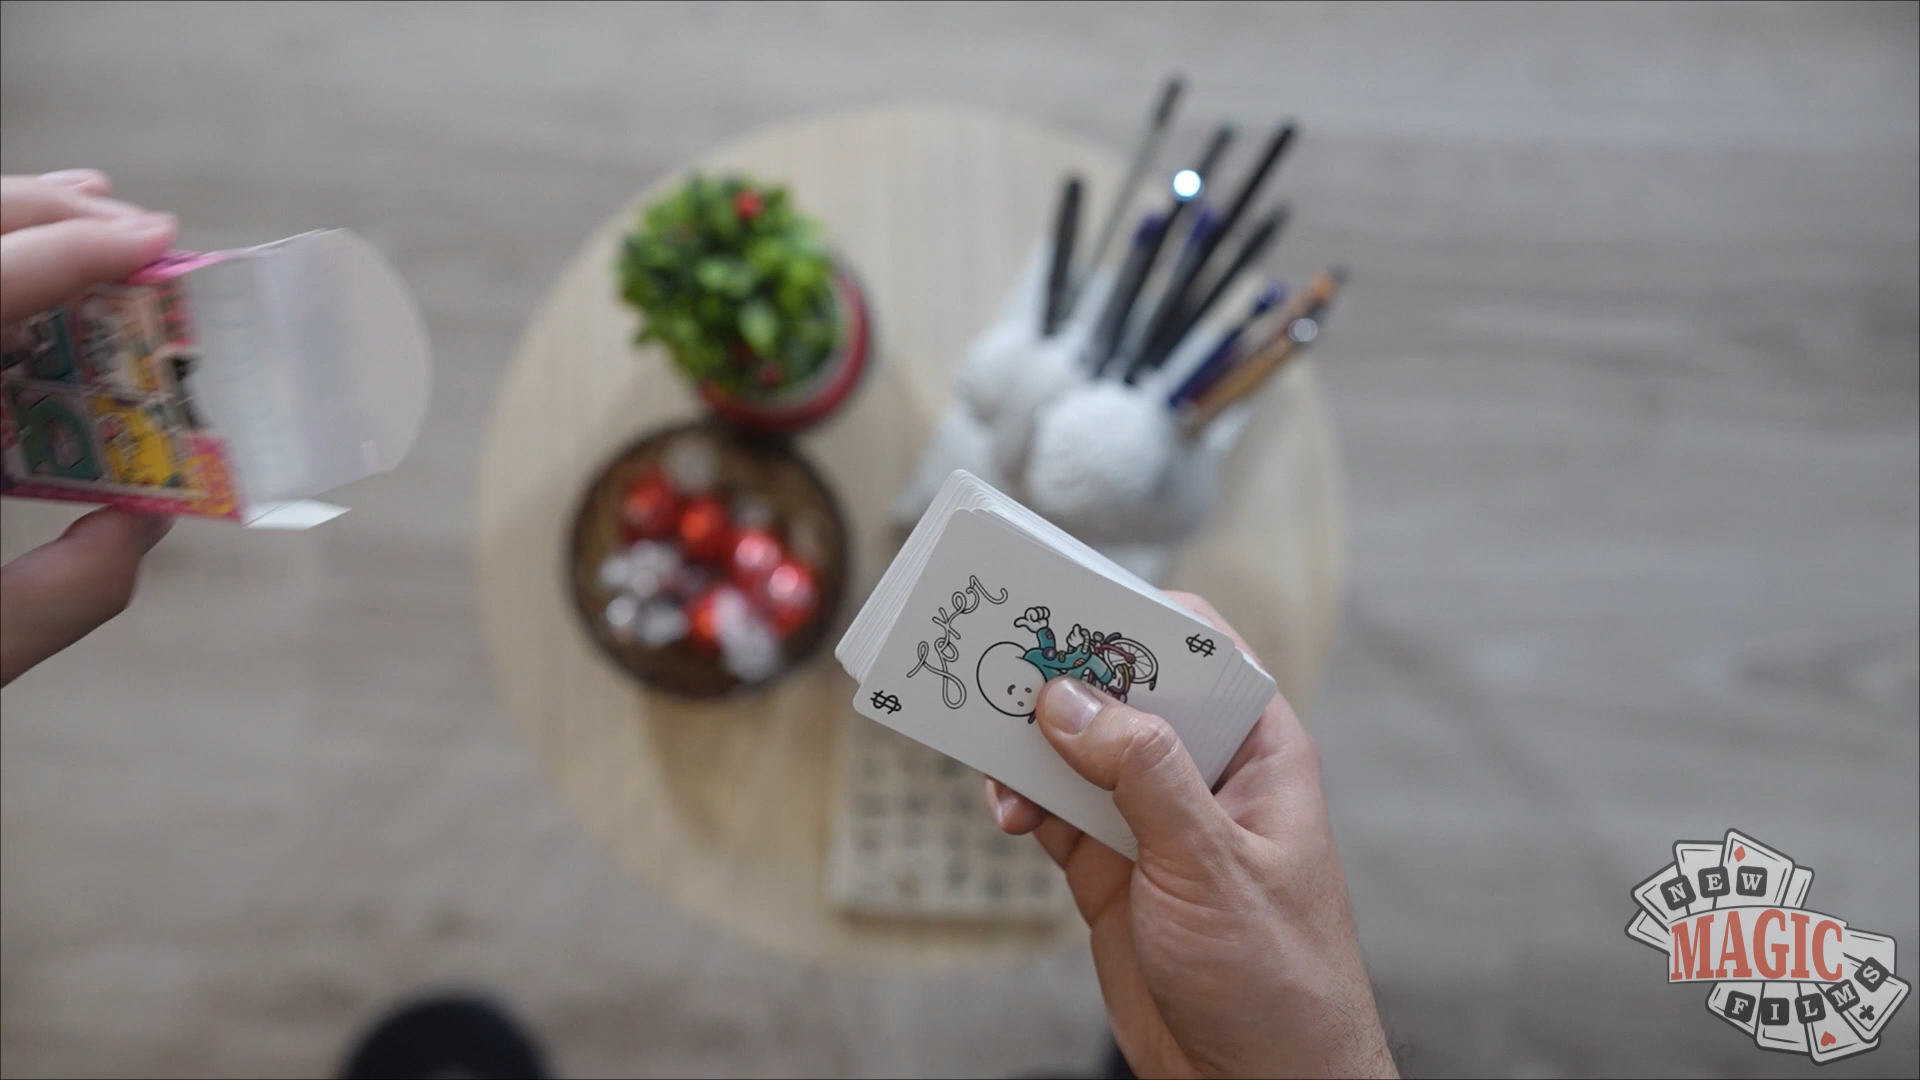 Joker
$
$
NEW
MAGIC
FILMS